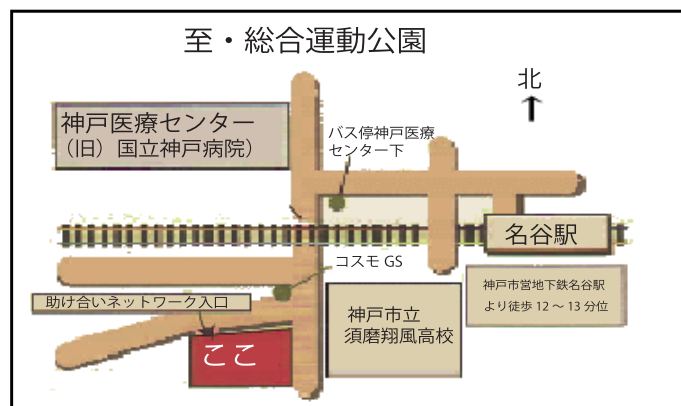 至・総合運動公園
北
神戸医療センター
（旧）国立神戸病院）
バス停神戸医療
センター下
名谷駅
コスモ GS
神戸市営地下鉄名谷駅
より徒歩 12 〜 13 分位
助け合いネットワーク入口
神戸市立
須磨翔風高校
ここ